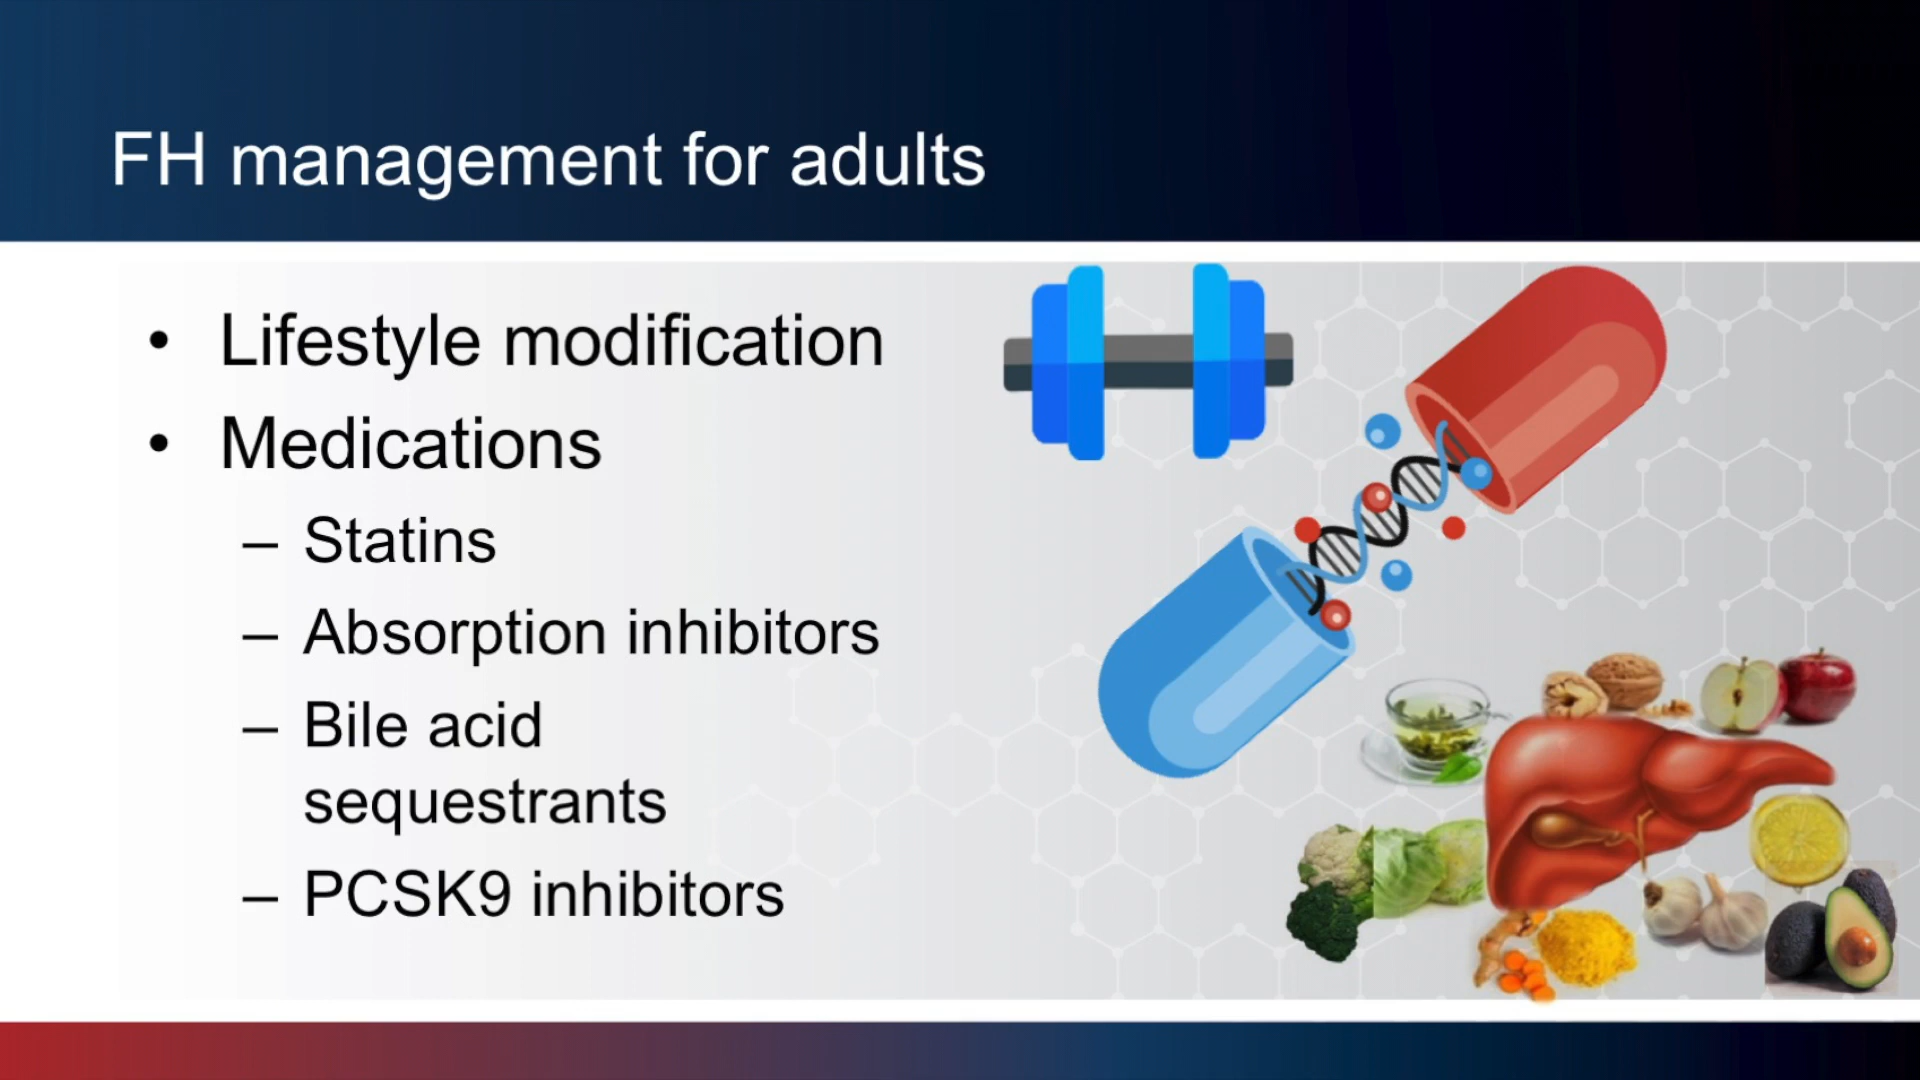 FH management for adults
• Lifestyle modification
• Medications
– Statins
– Absorption inhibitors
– Bile acid
sequestrants
– PCSK9 inhibitors